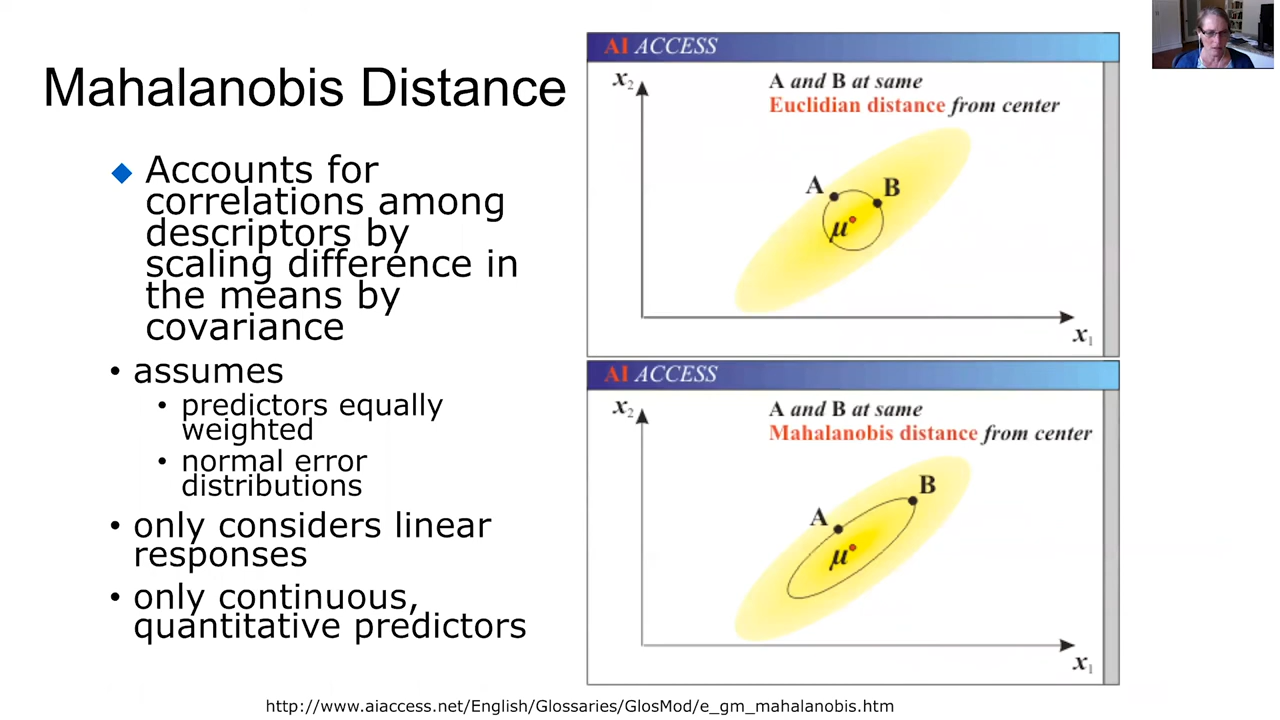 Mahalanobis Distance
Accounts for
correlations among
descriptors by
scaling difference in
the means by
covariance
• assumes
• predictors equally
weighted
• normal error
distributions
• only considers linear
responses
• only continuous,
quantitative predictors
AI ACCESS
x₂
A and B at same
Euclidian distance from center
A
B
μ
x₁
AI ACCESS
x₂
A and B at same
Mahalanobis distance from center
B
A
μ
x₁
http://www.aiaccess.net/English/Glossaries/GlosMod/e_gm_mahalanobis.htm